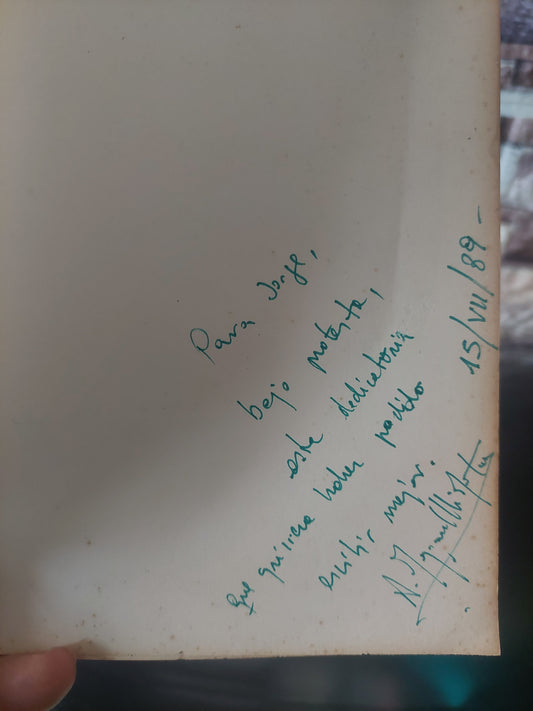 Para Jorge,
bajo protesta,
esta dedicatoria
que quisiera haber podido
escribir mejor.
15/VII/89 -